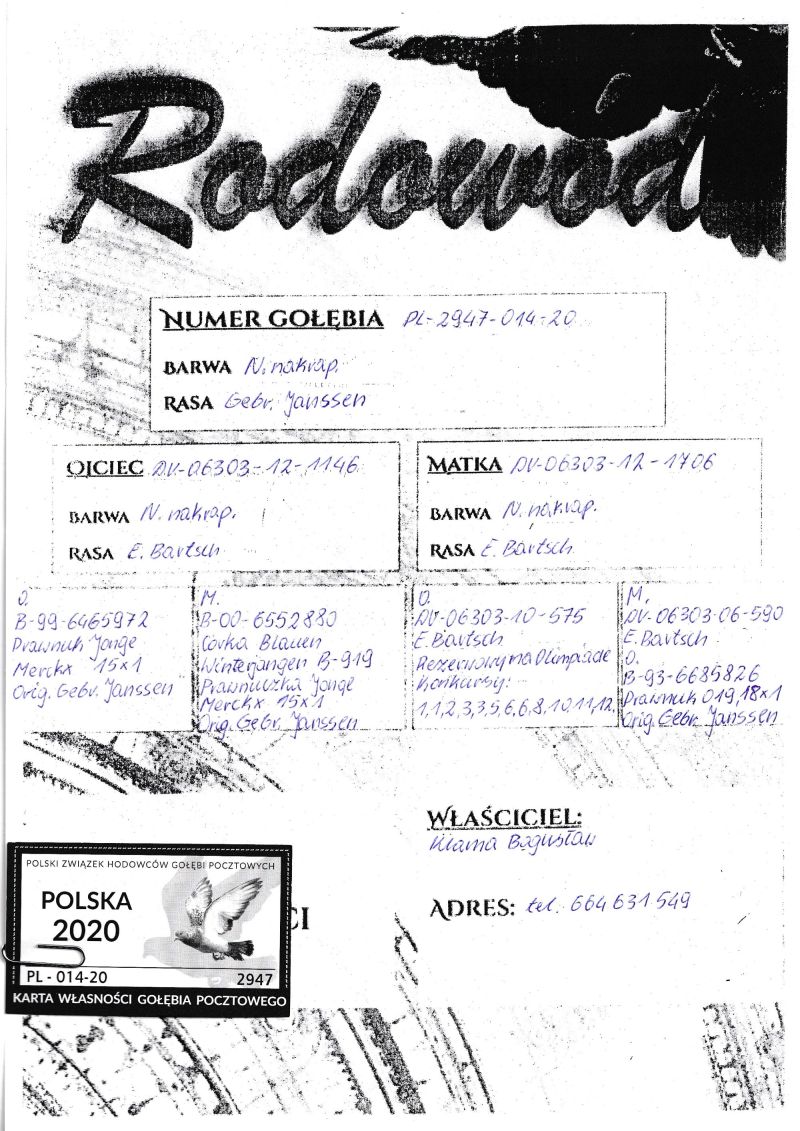 Rodowód
NUMER GOŁĘBIA PL-2947-014-20
BARWA N. nakrap.
RASA Gebr. Janssen
OJCIEC DV-06303-12-1146
BARWA N. nakrap.
RASA E. Bartsch
MATKA DV-06303-12-1706
BARWA N. nakrap.
RASA E. Bartsch
O.
B-99-6465972
Prawnuk Jonge
Merckx 15x1
Orig. Gebr. Janssen
M.
B-00-6552880
Córka Blauen
Winterjangen B-919
Prawnuczka Jonge
Merckx 15x1
Orig. Gebr. Janssen
O.
DV-06303-10-575
E. Bartsch
Rezerwowy na Olimpiade
Konkursy:
1,1,2,3,3,5,6,6,8,10,11,12,
M.
DV-06303-06-590
E. Bartsch
O.
B-93-6685826
Prawnuk 019, 18x1
Orig. Gebr. Janssen
WŁAŚCICIEL:
Bogusław
ADRES: tel. 664 631 549
POLSKI ZWIĄZEK HODOWCÓW GOŁĘBI POCZTOWYCH
POLSKA
2020
PL - 014-20 2947
KARTA WŁASNOŚCI GOŁĘBIA POCZTOWEGO
CI